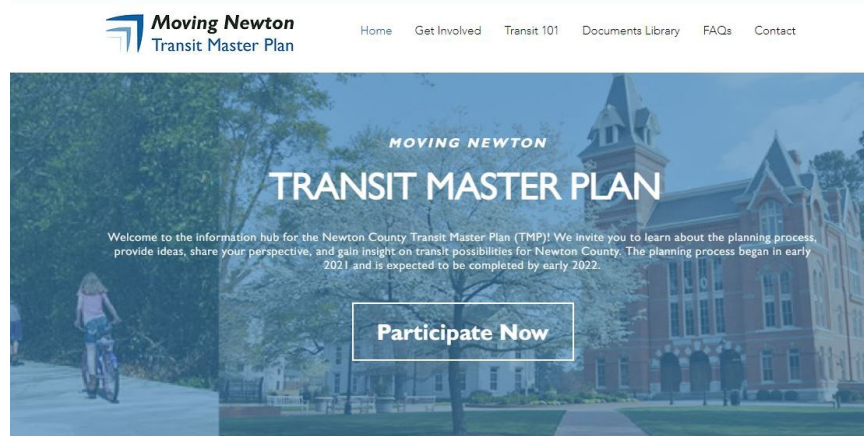 Moving Newton
Transit Master Plan
Home Get Involved Transit 101 Documents Library FAQs Contact
MOVING NEWTON
TRANSIT MASTER PLAN
Welcome to the information hub for the Newton County Transit Master Plan (TMP)! We invite you to learn about the planning process,
provide ideas, share your perspective, and gain insight on transit possibilities for Newton County. The planning process began in early
2021 and is expected to be completed by early 2022.
Participate Now